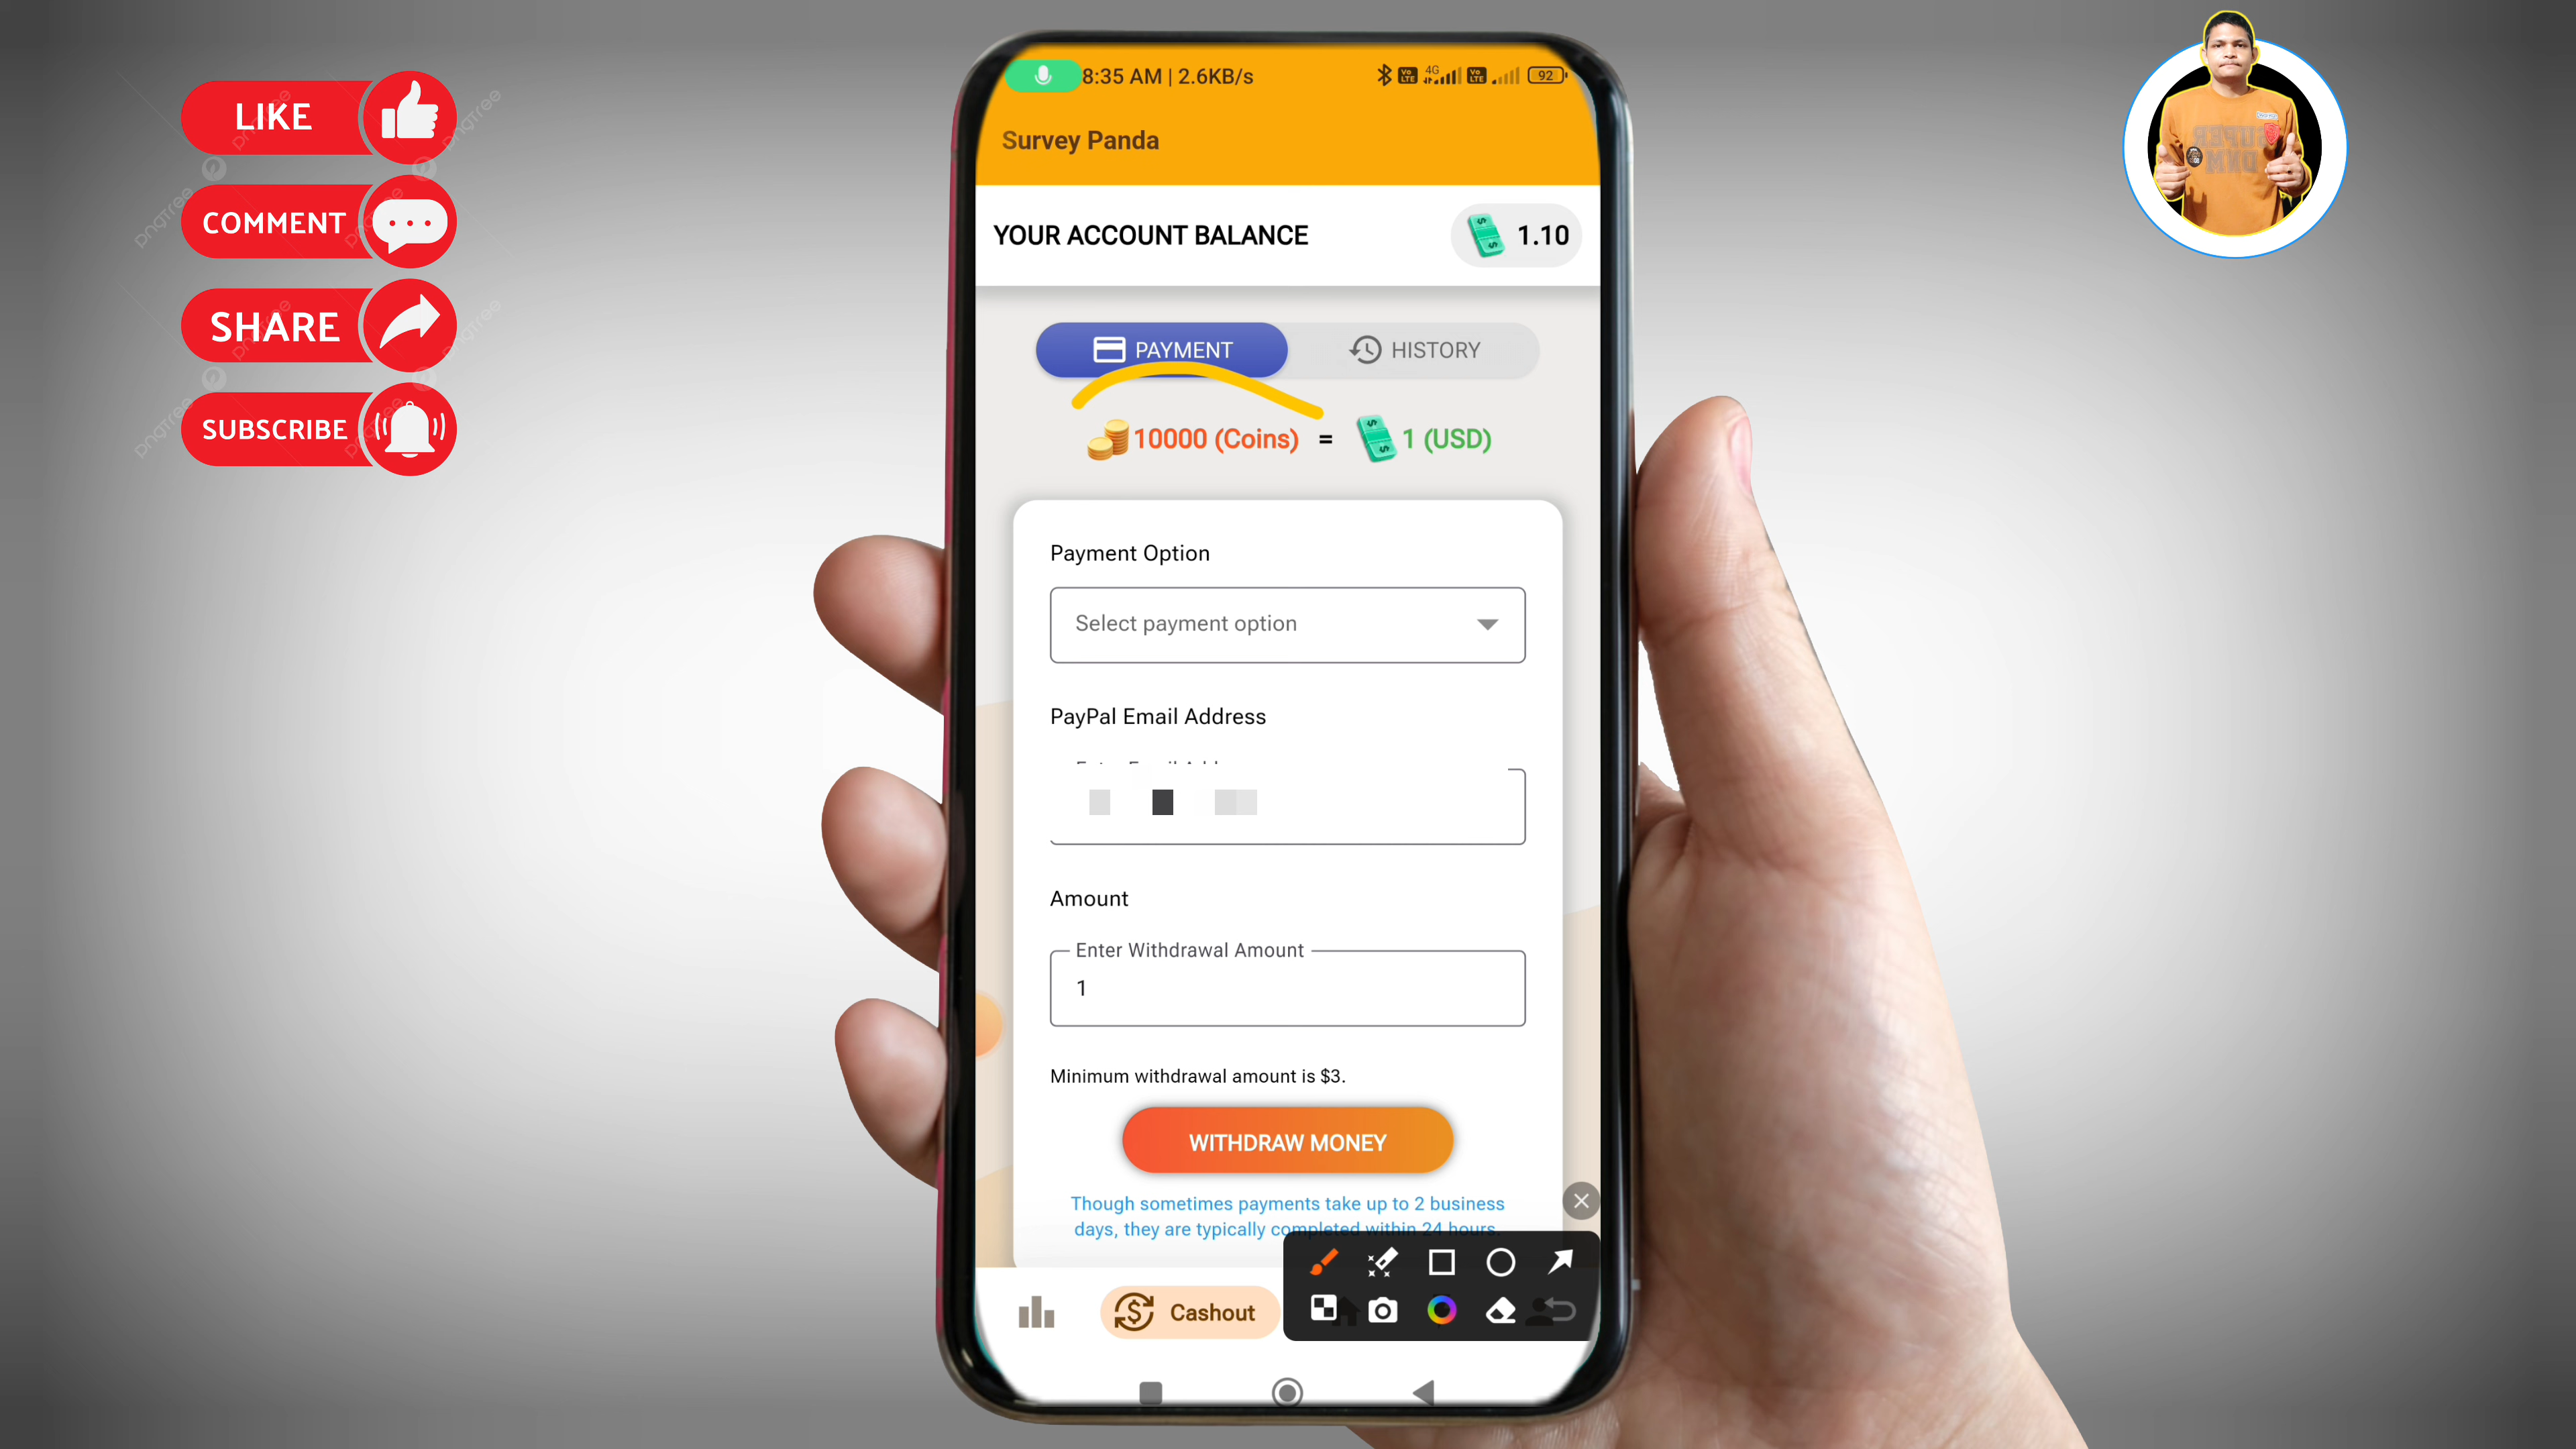 LIKE
COMMENT
SHARE
SUBSCRIBE
8:35 AM | 2.6KB/s
4G
92
Survey Panda
YOUR ACCOUNT BALANCE
1.10
PAYMENT
HISTORY
10000 (Coins) = 1 (USD)
Payment Option
Select payment option
PayPal Email Address
Amount
Enter Withdrawal Amount
1
Minimum withdrawal amount is $3.
WITHDRAW MONEY
Though sometimes payments take up to 2 business
days, they are typically completed within 24 hours.
Cashout